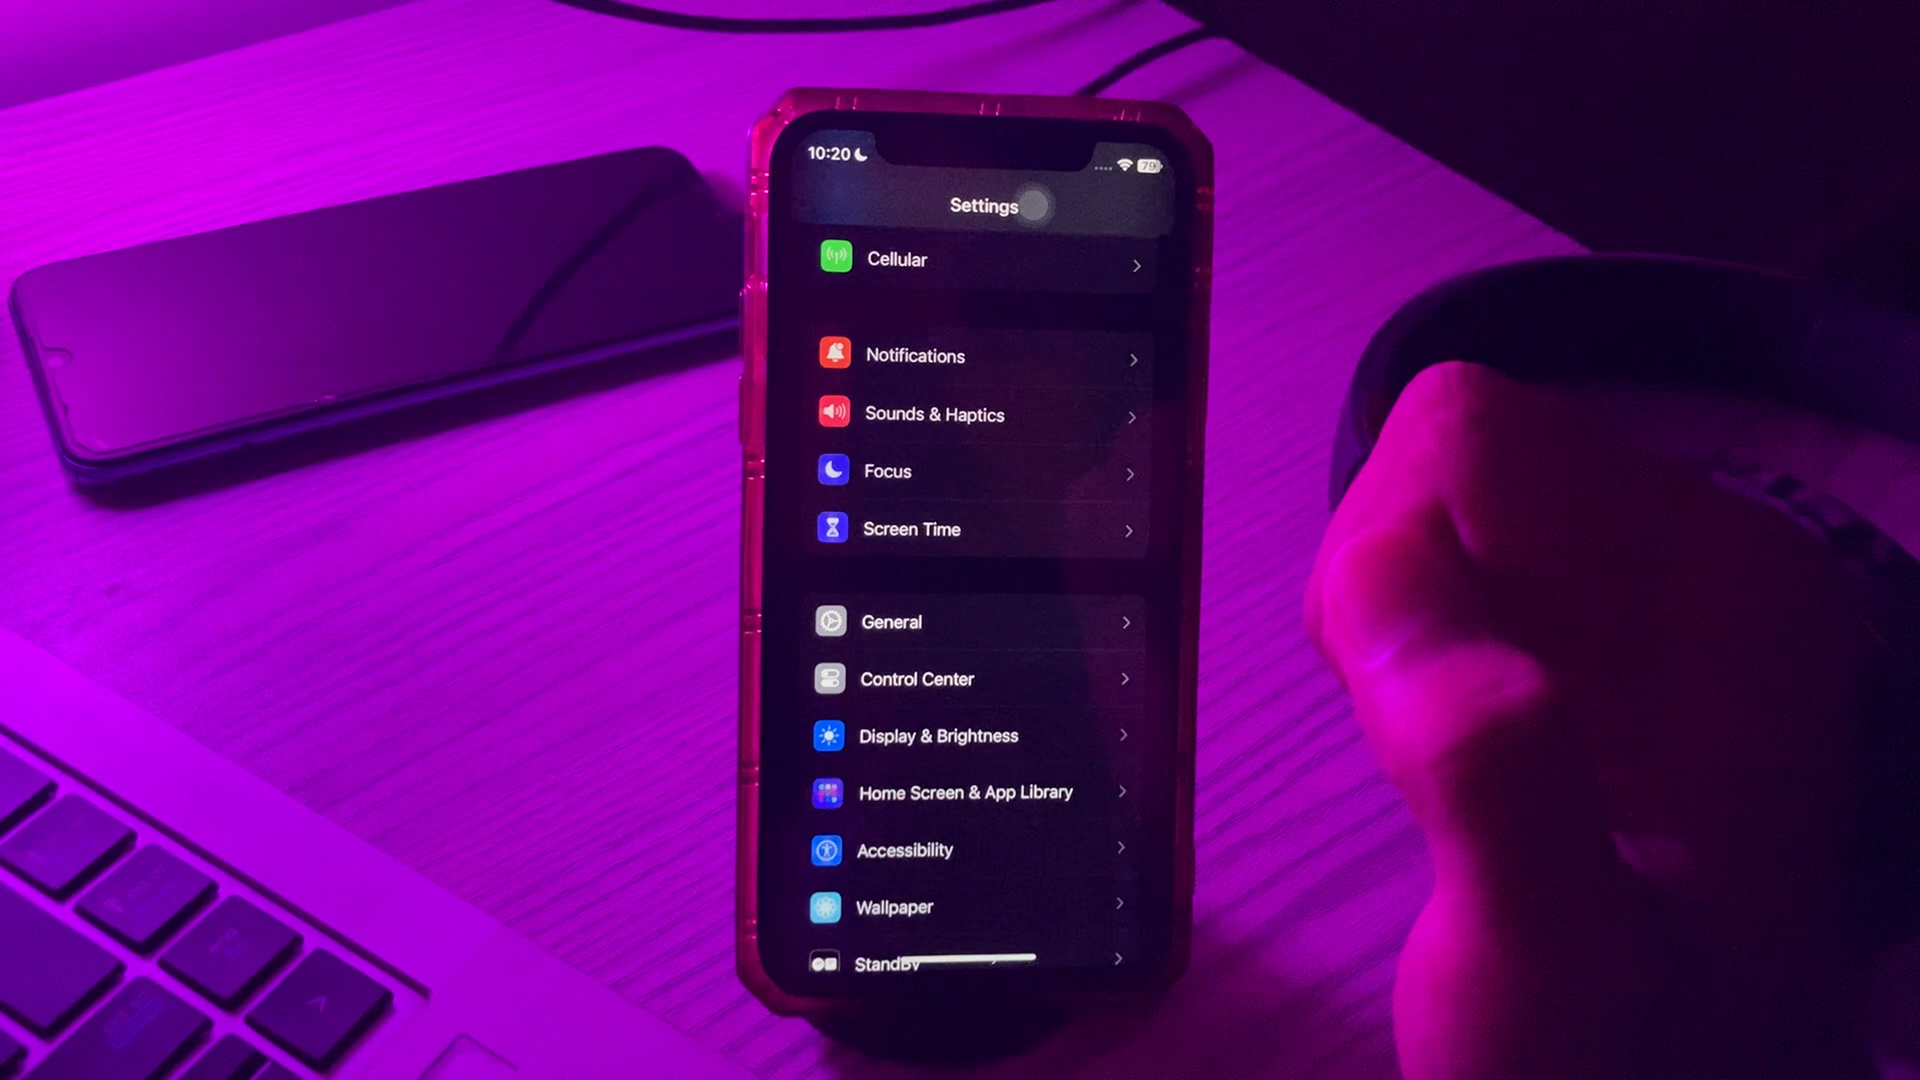 10:20
79
Settings
Cellular
Notifications
Sounds & Haptics
Focus
Screen Time
General
Control Center
Display & Brightness
Home Screen & App Library
Accessibility
Wallpaper
StandBy